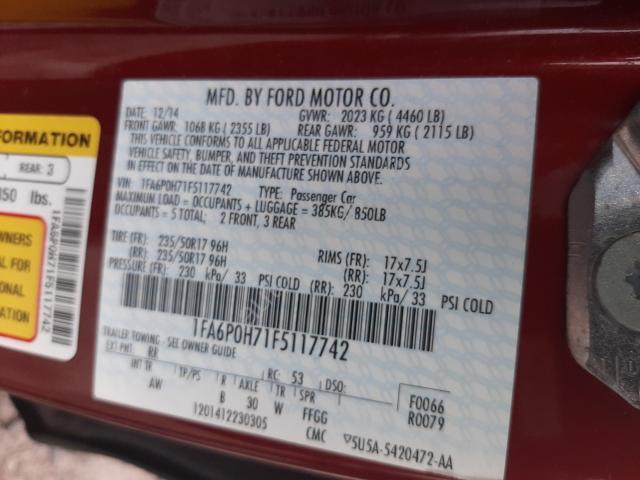 MFD. BY FORD MOTOR CO.
DATE: 12/14 GVWR: 2023 KG ( 4460 LB)
FRONT GAWR: 1068 KG ( 2355 LB) REAR GAWR: 959 KG ( 2115 LB)
THIS VEHICLE CONFORMS TO ALL APPLICABLE FEDERAL MOTOR
VEHICLE SAFETY, BUMPER, AND THEFT PREVENTION STANDARDS
IN EFFECT ON THE DATE OF MANUFACTURE SHOWN ABOVE.
VIN: 1FA6P0H71F5117742 TYPE: Passenger Car
MAXIMUM LOAD = OCCUPANTS + LUGGAGE = 385KG/ 850LB
OCCUPANTS = 5 TOTAL: 2 FRONT, 3 REAR
TIRE (FR): 235/50R17 96H RIMS (FR): 17x7.5J
(RR): 235/50R17 96H (RR): 17x7.5J
PRESSURE (FR): 230 kPa/ 33 PSI COLD (RR): 230 kPa/ 33 PSI COLD
1FA6P0H71F5117742
TRAILER TOWING - SEE OWNER GUIDE
EXT PNT: RR RC: 53 DSO: F0066
INT TR TP/PS R AXLE TR SPR R0079
AW B 30 W FFGG
1201412230305 CMC 5U5A-5420472-AA
FORMATION
REAR: 3
850 lbs.
OWNERS
AL FOR
IONAL
ON
1FA6P0H71F5117742